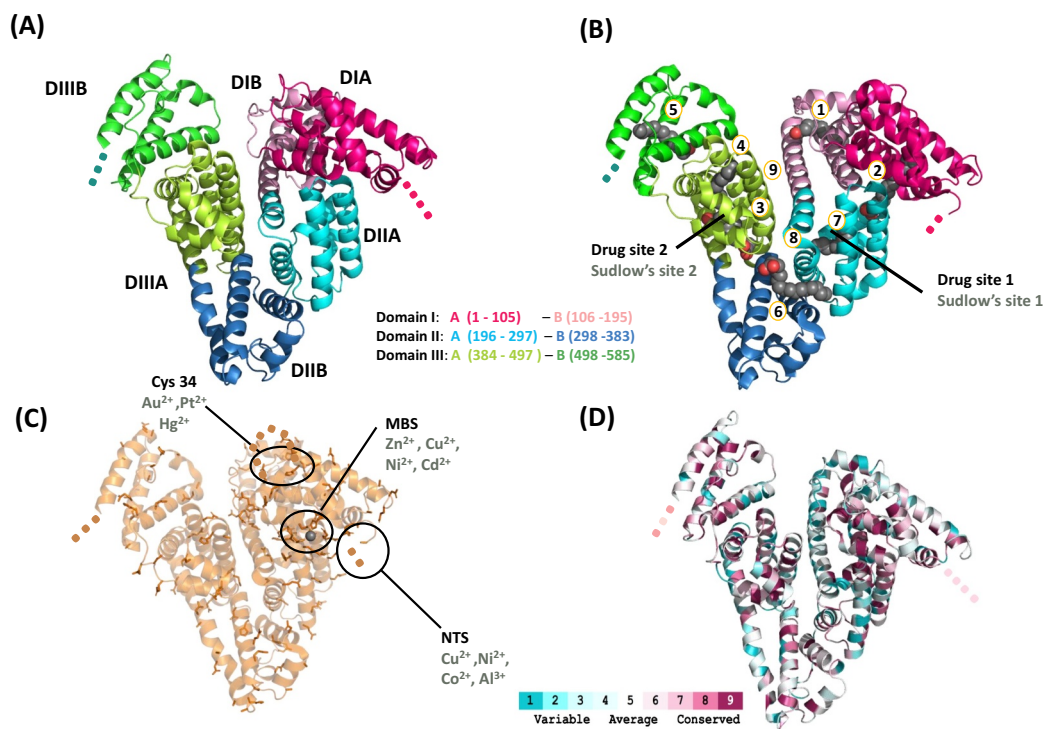 (A)
DIIIB
DIB
DIA
DIIA
DIIIA
DIIB
Domain I: A (1 - 105) – B (106 -195)
Domain II: A (196 - 297) – B (298 -383)
Domain III: A (384 - 497 ) – B (498 -585)
(B)
5
1
4
9
2
3
7
8
6
Drug site 2
Sudlow's site 2
Drug site 1
Sudlow's site 1
(C)
Cys 34
Au²⁺ ,Pt²⁺
Hg²⁺
MBS
Zn²⁺, Cu²⁺,
Ni²⁺, Cd²⁺
NTS
Cu²⁺ ,Ni²⁺,
Co²⁺, Al³⁺
(D)
1 2 3 4 5 6 7 8 9
Variable Average Conserved